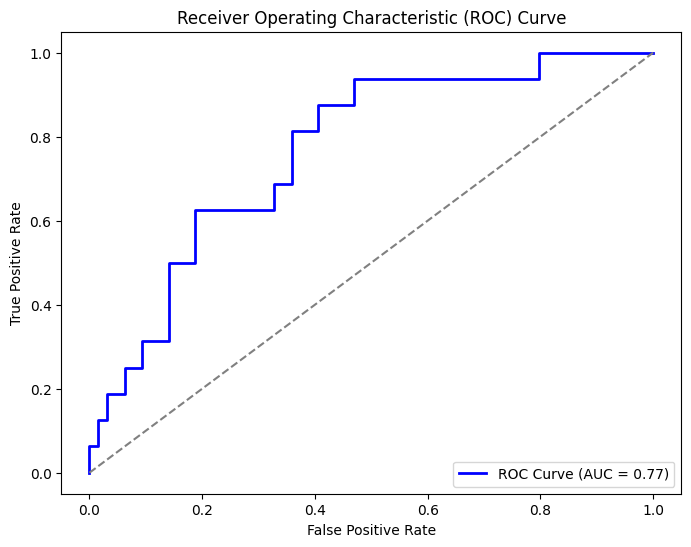 Receiver Operating Characteristic (ROC) Curve
True Positive Rate
1.0
0.8
0.6
0.4
0.2
0.0
ROC Curve (AUC = 0.77)
0.0 0.2 0.4 0.6 0.8 1.0
False Positive Rate